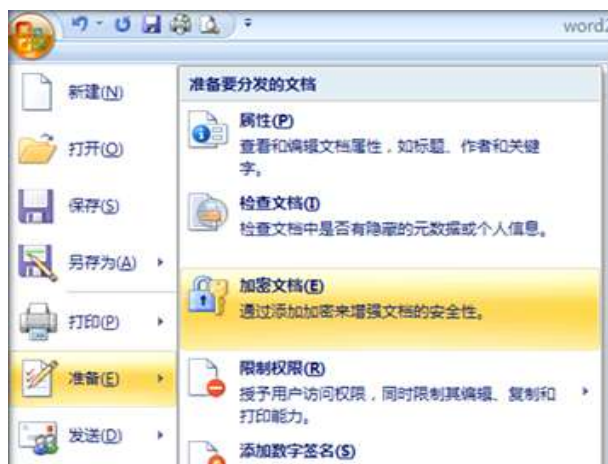 word2
新建(N)
打开(O)
保存(S)
另存为(A)
打印(P)
准备(E)
发送(D)
准备要分发的文档
属性(P)
查看和编辑文档属性，如标题、作者和关键
字。
检查文档(I)
检查文档中是否有隐蔽的元数据或个人信息。
加密文档(E)
通过添加加密来增强文档的安全性。
限制权限(R)
授予用户访问权限，同时限制其编辑、复制和
打印能力。
添加数字签名(S)